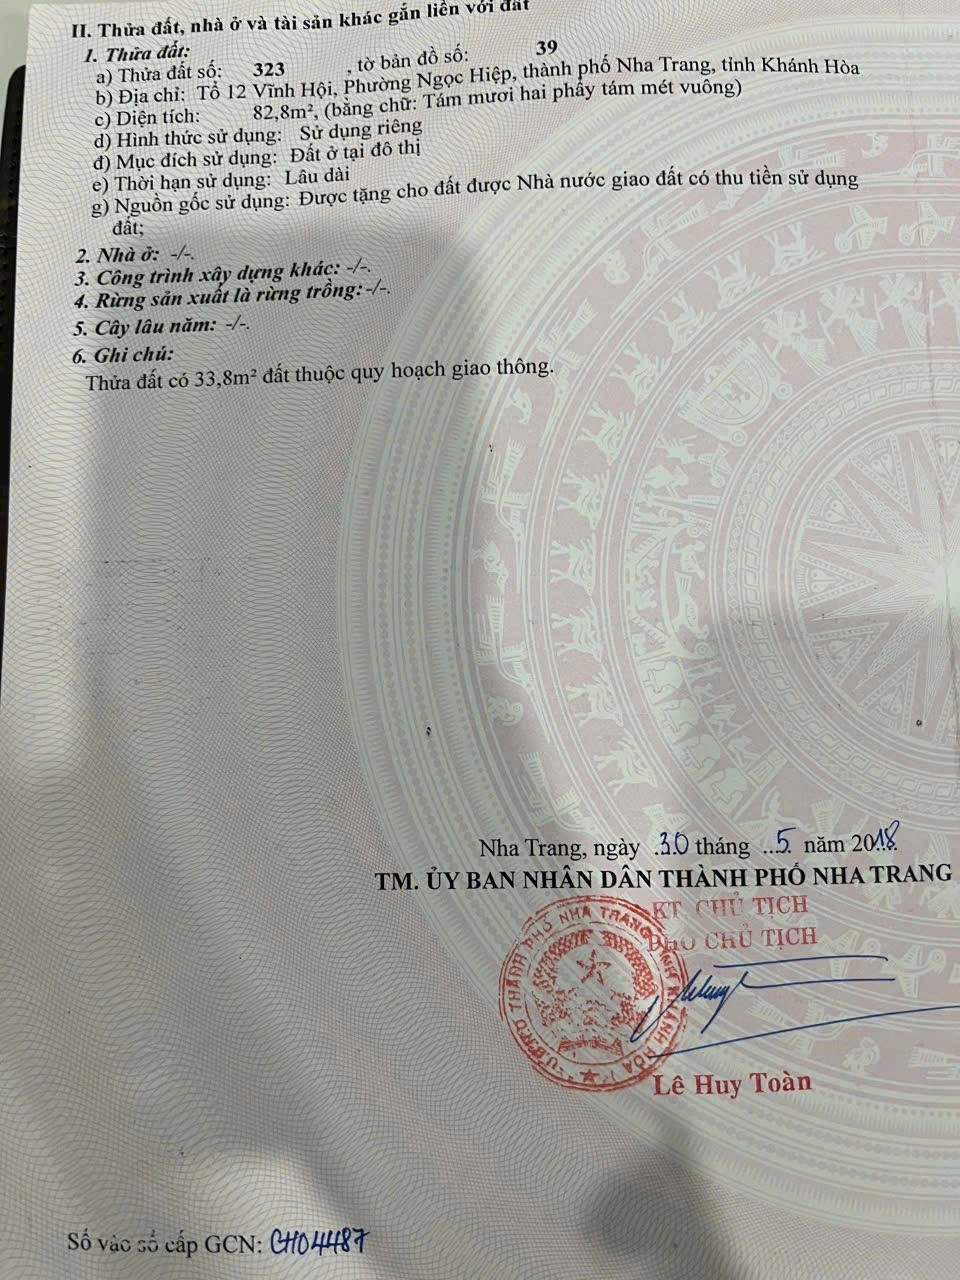 II. Thửa đất, nhà ở và tài sản khác gắn liền với đất
1. Thửa đất:
a) Thửa đất số: 323 , tờ bản đồ số: 39
b) Địa chỉ: Tổ 12 Vĩnh Hội, Phường Ngọc Hiệp, thành phố Nha Trang, tỉnh Khánh Hòa
c) Diện tích: 82,8m², (bằng chữ: Tám mươi hai phẩy tám mét vuông)
d) Hình thức sử dụng: Sử dụng riêng
đ) Mục đích sử dụng: Đất ở tại đô thị
e) Thời hạn sử dụng: Lâu dài
g) Nguồn gốc sử dụng: Được tặng cho đất được Nhà nước giao đất có thu tiền sử dụng
đất;
2. Nhà ở: -/-.
3. Công trình xây dựng khác: -/-.
4. Rừng sản xuất là rừng trồng: -/-.
5. Cây lâu năm: -/-.
6. Ghi chú:
Thửa đất có 33,8m² đất thuộc quy hoạch giao thông.
Nha Trang, ngày .30 tháng ..5. năm 2018
TM. ỦY BAN NHÂN DÂN THÀNH PHỐ NHA TRANG
KT CHỦ TỊCH
PHÓ CHỦ TỊCH
U.B.N.D THÀNH PHỐ NHA TRANG TỈNH KHÁNH HÒA
Lê Huy Toàn
Số vào sổ cấp GCN: CH04487